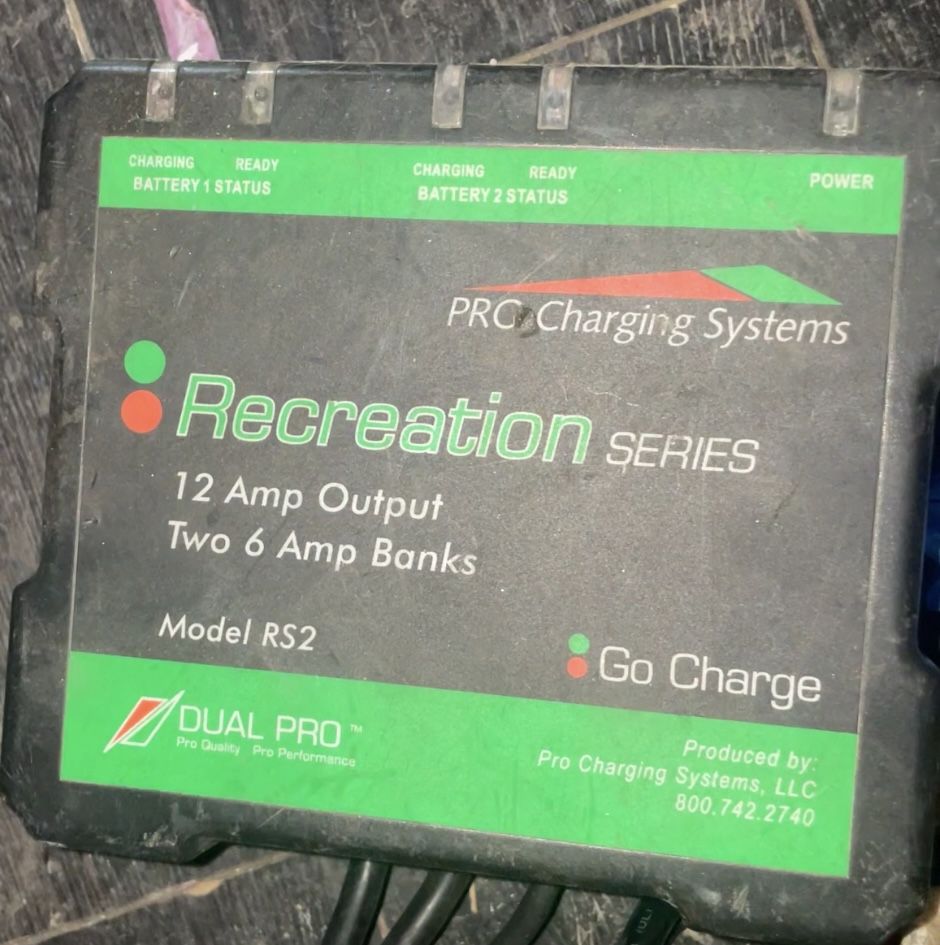 CHARGING READY
BATTERY 1 STATUS
CHARGING READY
BATTERY 2 STATUS
POWER
PRO Charging Systems
Recreation SERIES
12 Amp Output
Two 6 Amp Banks
Model RS2
Go Charge
DUAL PRO™
Pro Quality Pro Performance
Produced by:
Pro Charging Systems, LLC
800.742.2740